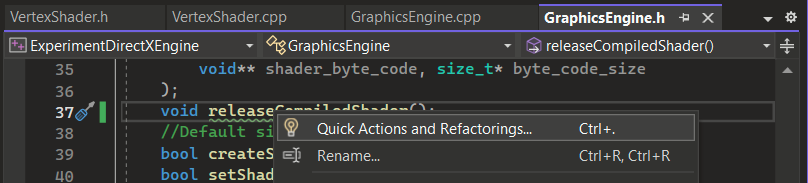 VertexShader.h VertexShader.cpp GraphicsEngine.cpp GraphicsEngine.h
ExperimentDirectXEngine GraphicsEngine releaseCompiledShader()
35 void** shader_byte_code, size_t* byte_code_size
36 );
37 void releaseCompiledShader();
38 //Default si
Quick Actions and Refactorings... Ctrl+.
39 bool createS
Rename... Ctrl+R, Ctrl+R
40 bool setShad